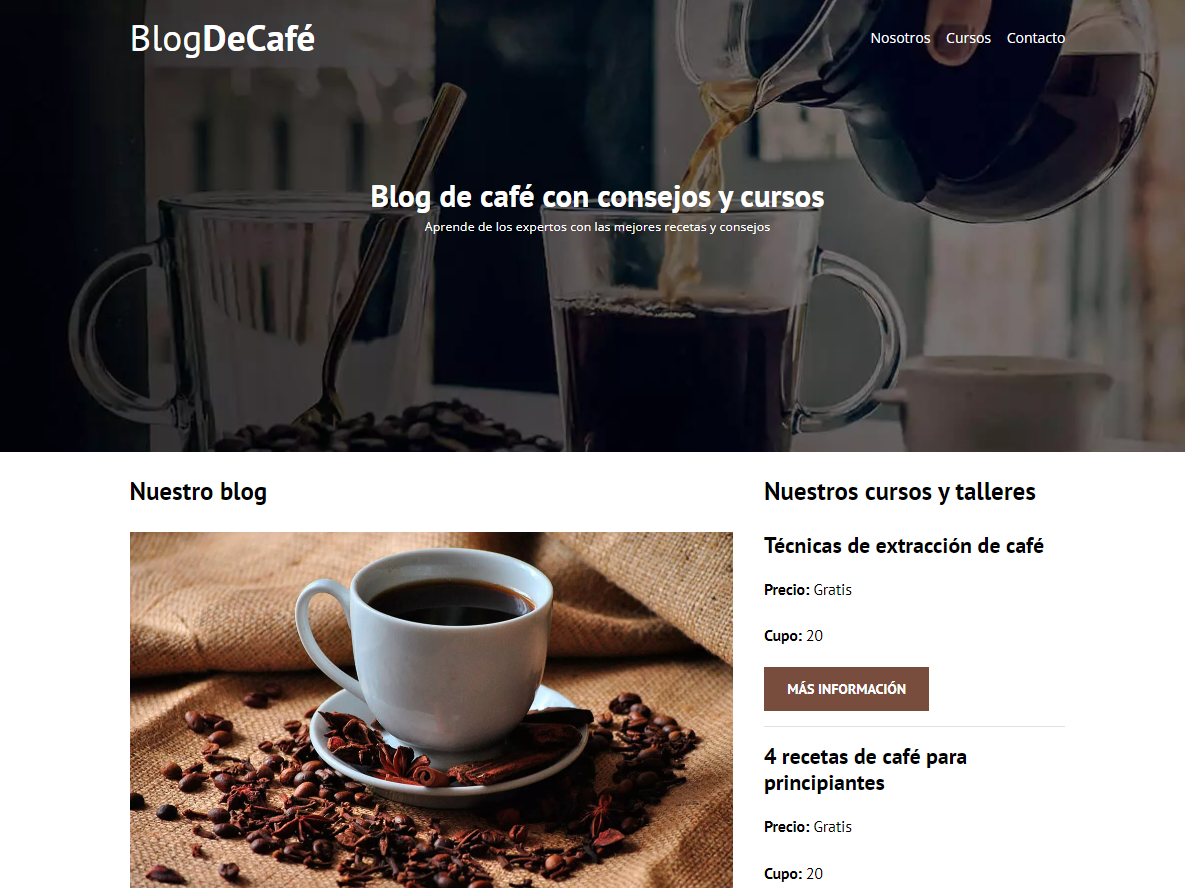 BlogDeCafé
Nosotros Cursos Contacto
Blog de café con consejos y cursos
Aprende de los expertos con las mejores recetas y consejos
Nuestro blog
Nuestros cursos y talleres
Técnicas de extracción de café
Precio: Gratis
Cupo: 20
MÁS INFORMACIÓN
4 recetas de café para
principiantes
Precio: Gratis
Cupo: 20